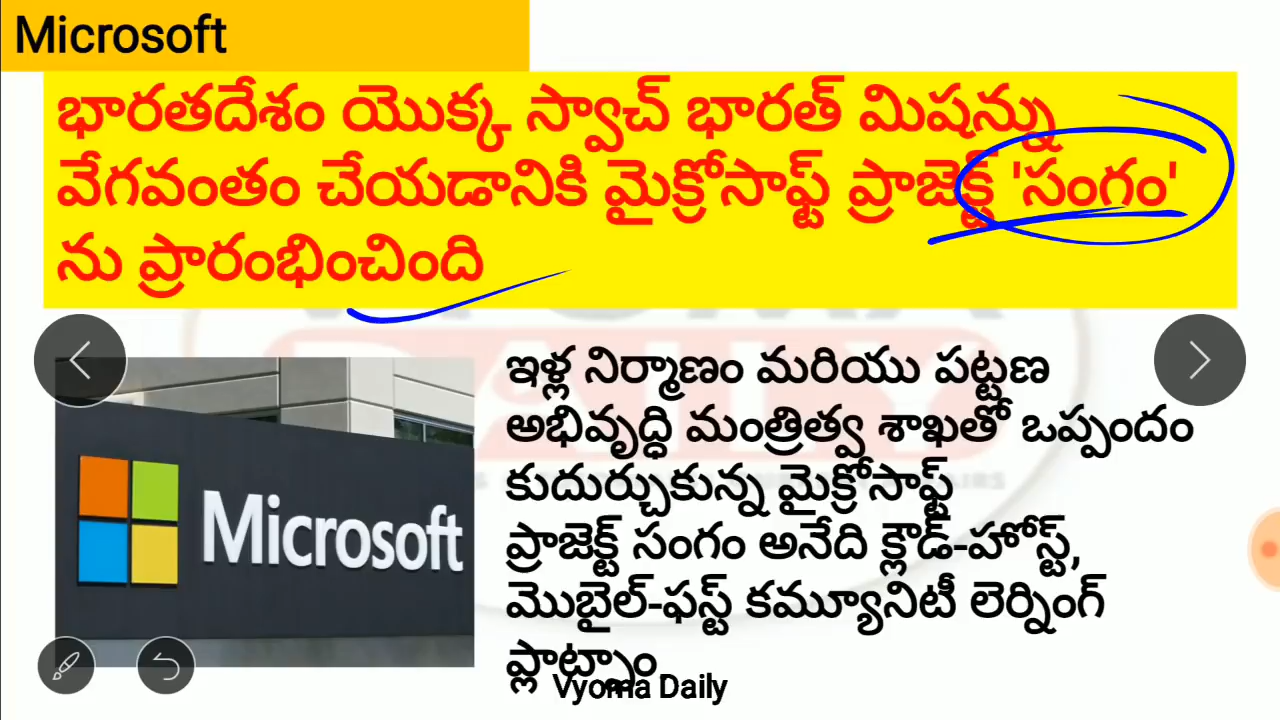 Microsoft
భారతదేశం యొక్క స్వాచ్ భారత్ మిషన్ను
వేగవంతం చేయడానికి మైక్రోసాఫ్ట్ ప్రాజెక్ట్ 'సంగం'
ను ప్రారంభించింది
ఇళ్ల నిర్మాణం మరియు పట్టణ
అభివృద్ధి మంత్రిత్వ శాఖతో ఒప్పందం
కుదుర్చుకున్న మైక్రోసాఫ్ట్
ప్రాజెక్ట్ సంగం అనేది క్లౌడ్-హోస్ట్,
మొబైల్-ఫస్ట్ కమ్యూనిటీ లెర్నింగ్
ప్లాట్ఫాం
Microsoft
Vyoma Daily